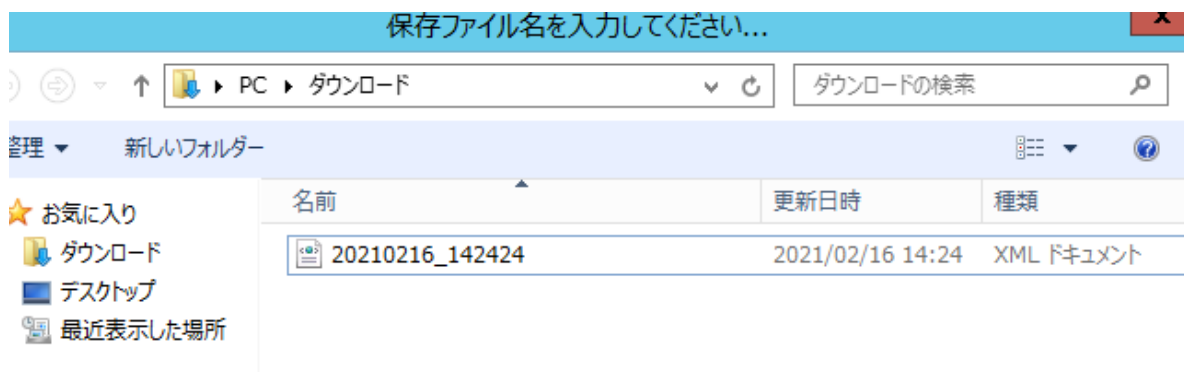 保存ファイル名を入力してください...
x
PC ダウンロード ダウンロードの検索
整理 新しいフォルダー
名前 更新日時 種類
お気に入り
ダウンロード
デスクトップ
最近表示した場所
20210216_142424 2021/02/16 14:24 XML ドキュメント